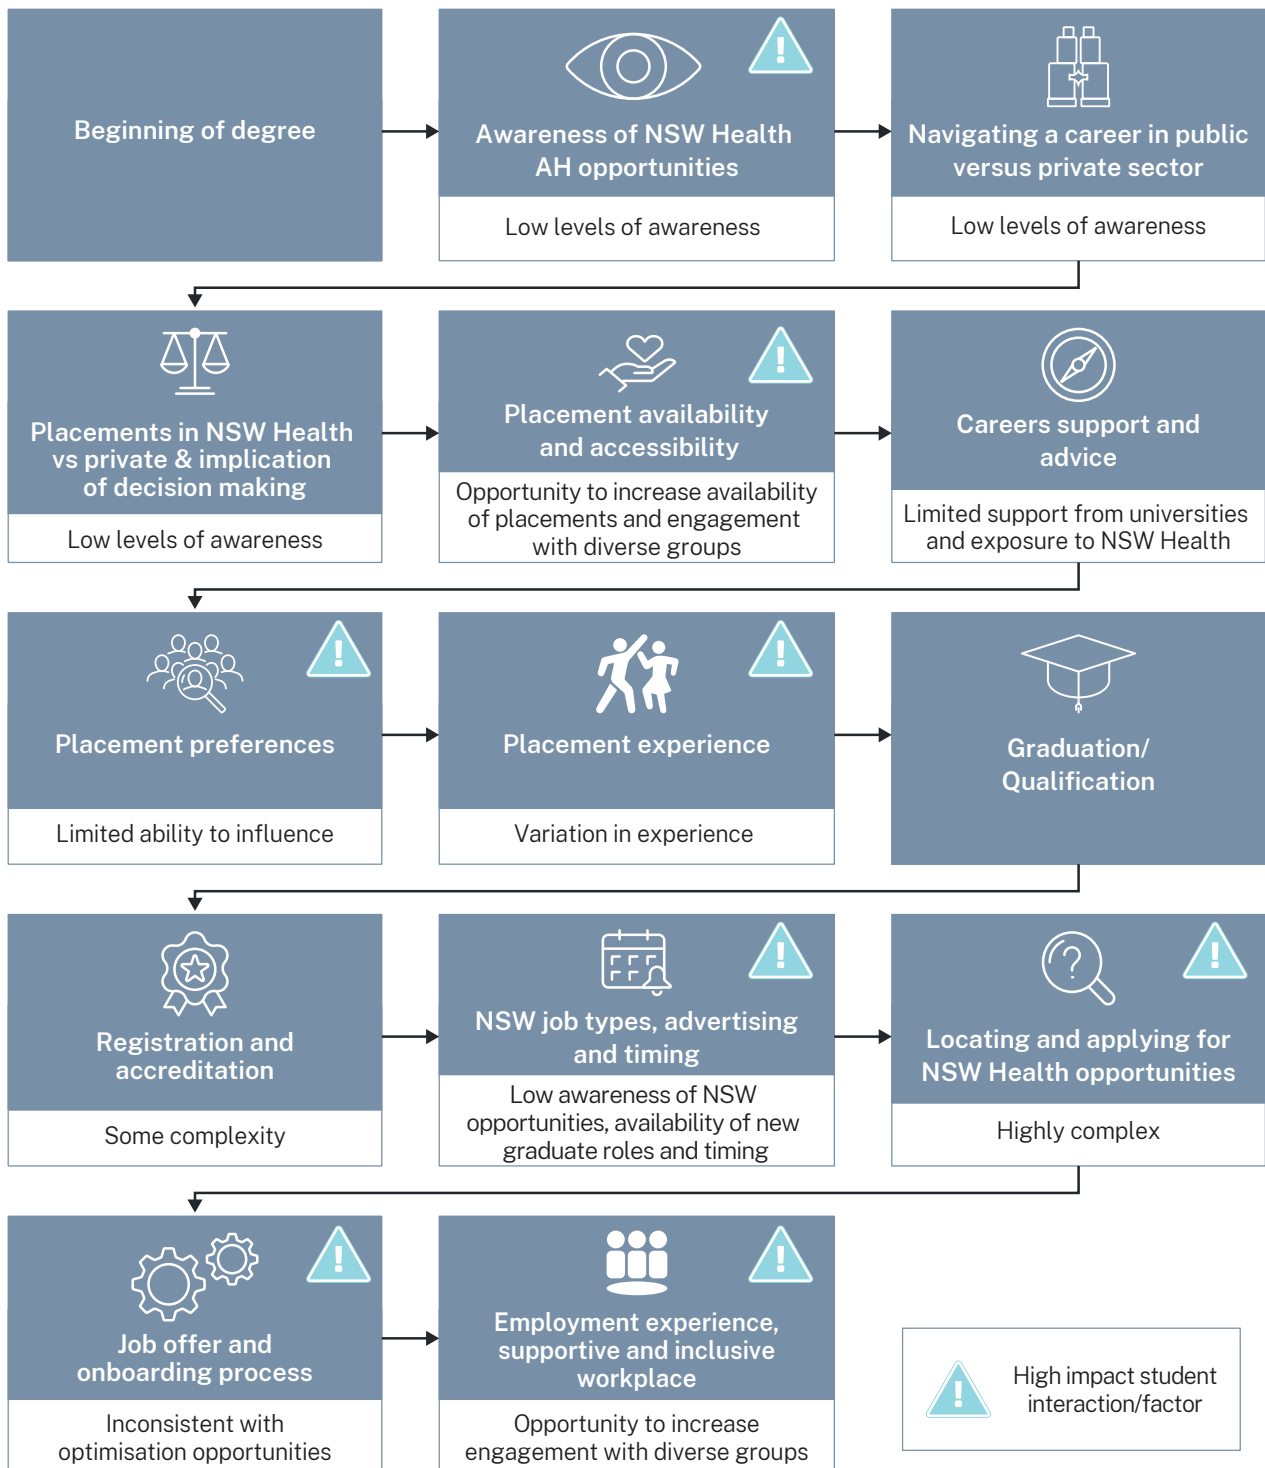 Beginning of degree
!
Awareness of NSW Health
AH opportunities
Low levels of awareness
Navigating a career in public
versus private sector
Low levels of awareness
Placements in NSW Health
vs private & implication
of decision making
Low levels of awareness
!
Placement availability
and accessibility
Opportunity to increase availability
of placements and engagement
with diverse groups
Careers support and
advice
Limited support from universities
and exposure to NSW Health
!
Placement preferences
Limited ability to influence
!
Placement experience
Variation in experience
Graduation/
Qualification
Registration and
accreditation
Some complexity
!
NSW job types, advertising
and timing
Low awareness of NSW
opportunities, availability of new
graduate roles and timing
?
!
Locating and applying for
NSW Health opportunities
Highly complex
!
Job offer and
onboarding process
Inconsistent with
optimisation opportunities
!
Employment experience,
supportive and inclusive
workplace
Opportunity to increase
engagement with diverse groups
!
High impact student
interaction/factor